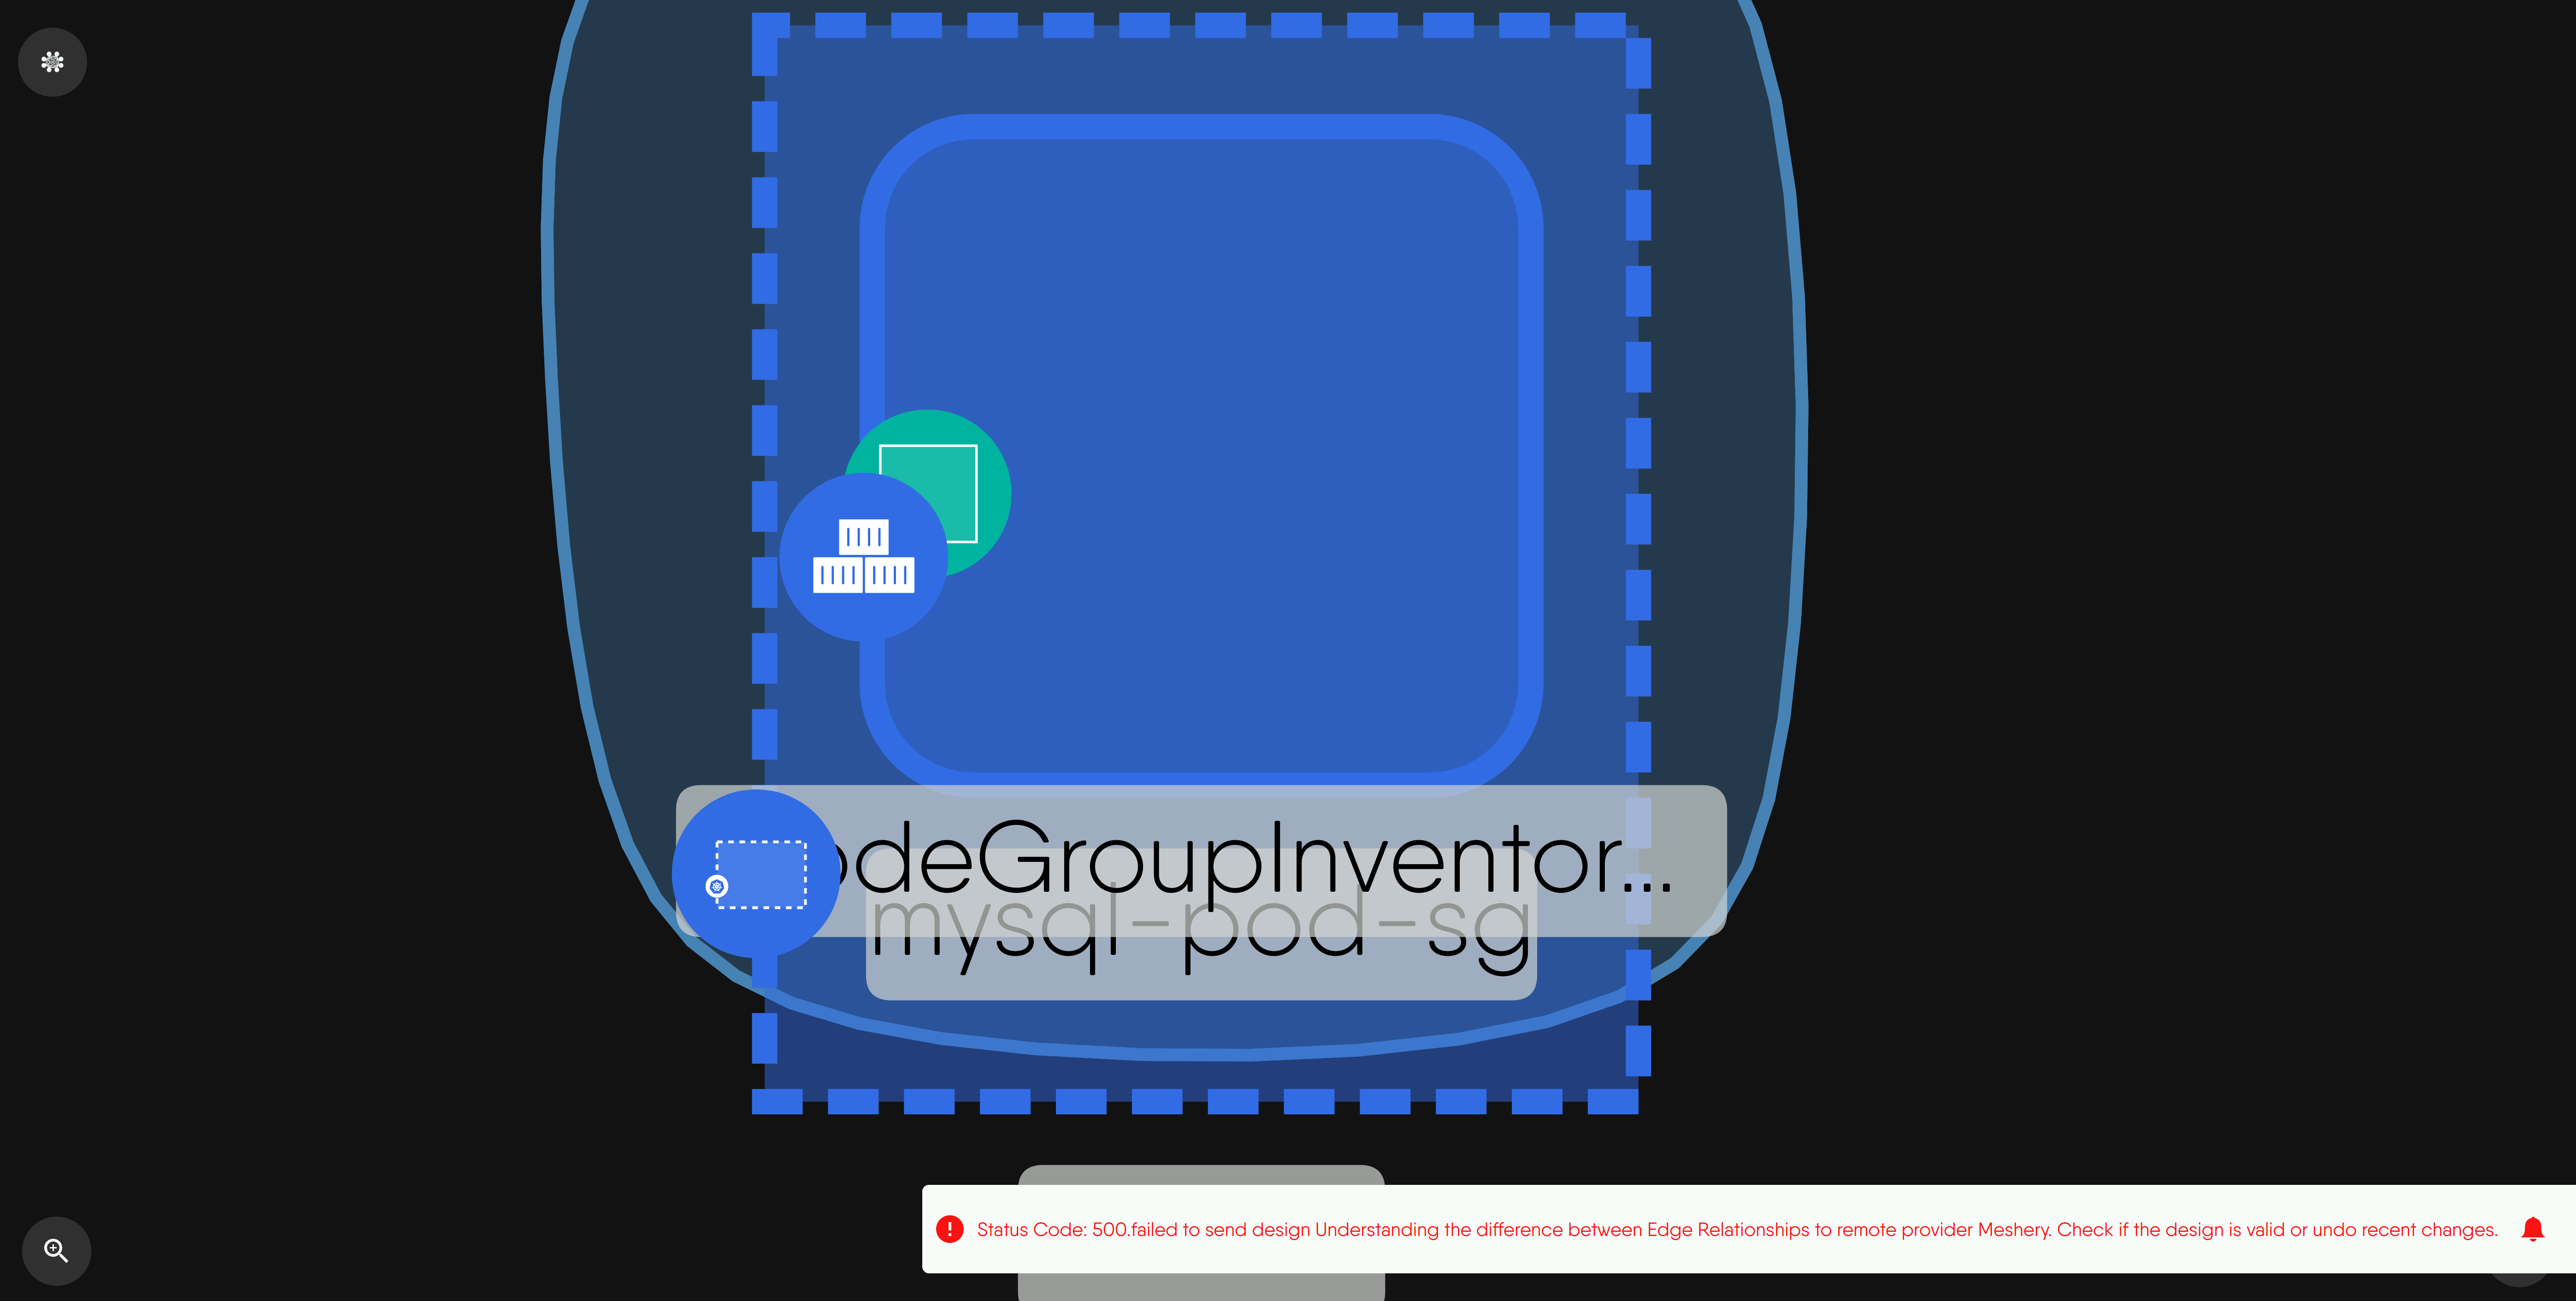 odeGroupInventor...
mysql-pod-sg
Status Code: 500.failed to send design Understanding the difference between Edge Relationships to remote provider Meshery. Check if the design is valid or undo recent changes.